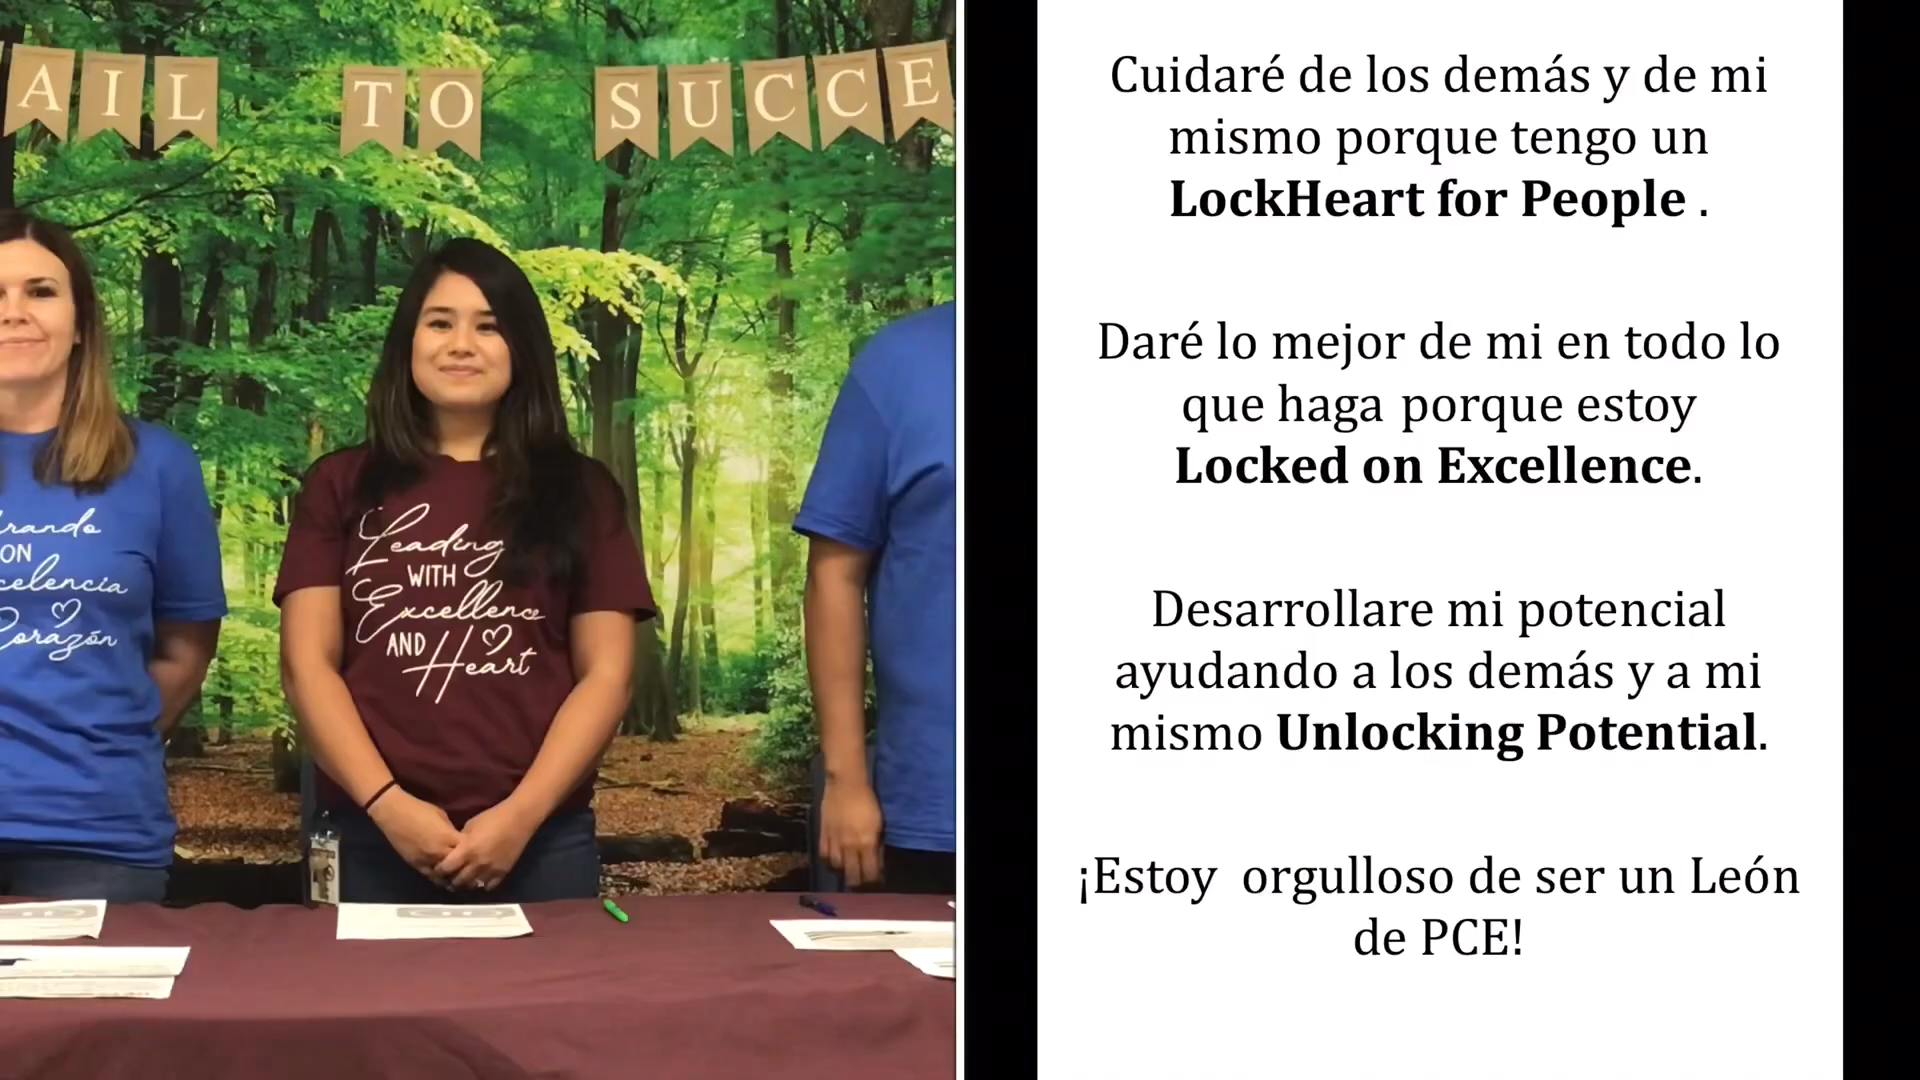 AIL TO SUCCE
rando
ON
celencia
Corazón
Leading
WITH
Excellence
AND Heart
Cuidaré de los demás y de mi
mismo porque tengo un
LockHeart for People .
Daré lo mejor de mi en todo lo
que haga porque estoy
Locked on Excellence.
Desarrollare mi potencial
ayudando a los demás y a mi
mismo Unlocking Potential.
¡Estoy orgulloso de ser un León
de PCE!